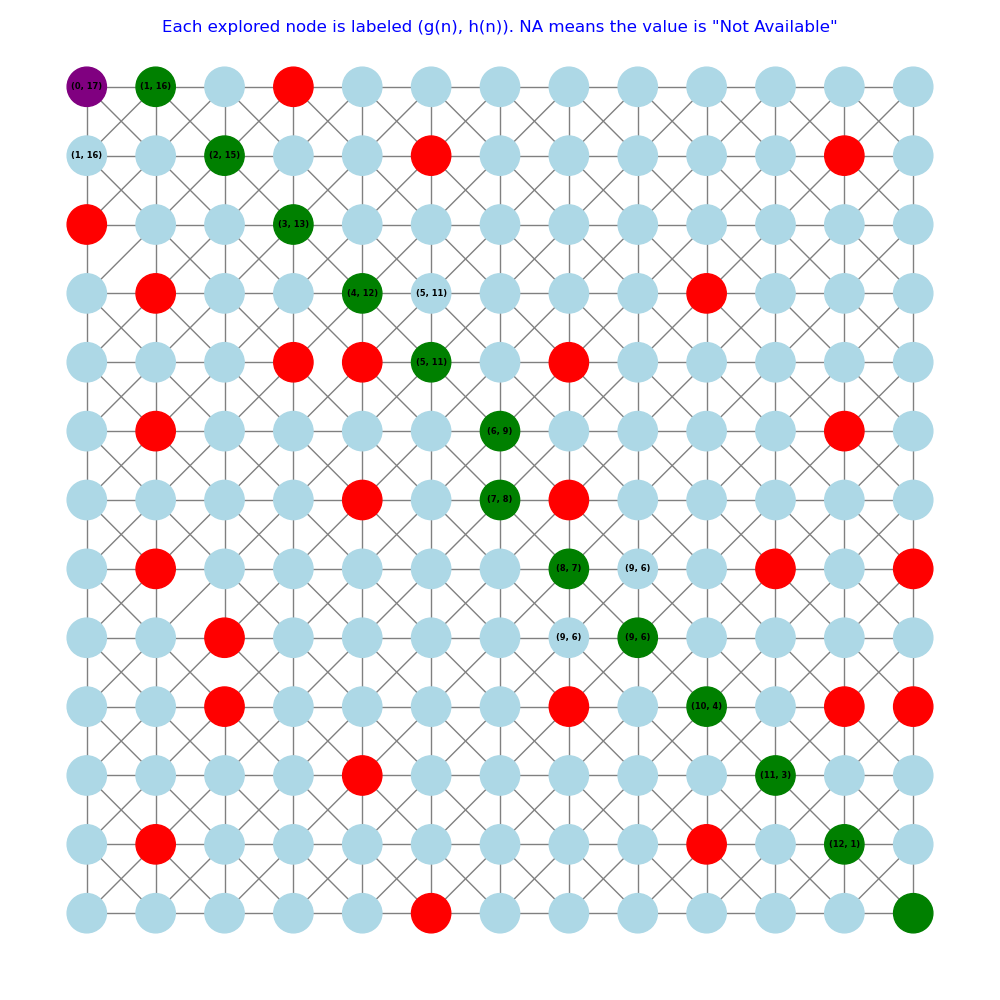 Each explored node is labeled (g(n), h(n)). NA means the value is "Not Available"
(0, 17) (1, 16)
(1, 16) (2, 15)
(3, 13)
(4, 12) (5, 11)
(5, 11)
(6, 9)
(7, 8)
(8, 7) (9, 6)
(9, 6) (9, 6)
(10, 4)
(11, 3)
(12, 1)